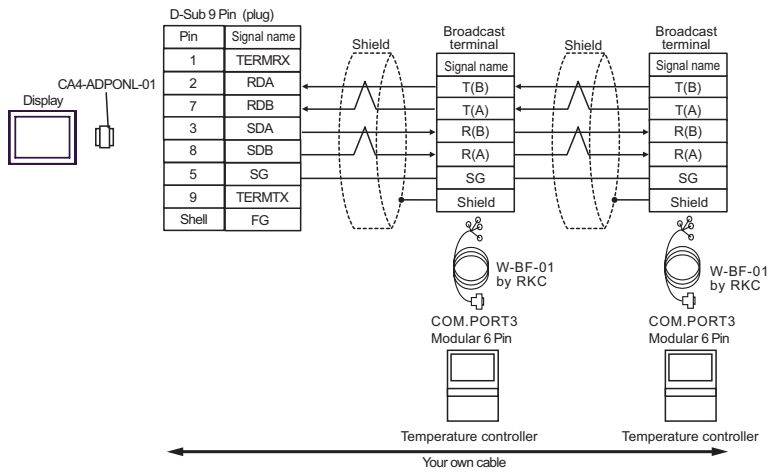 D-Sub 9 Pin (plug)
Pin Signal name
1 TERMRX
2 RDA
7 RDB
3 SDA
8 SDB
5 SG
9 TERMTX
Shell FG
CA4-ADPONL-01
Display
Shield
Broadcast
terminal
Signal name
T(B)
T(A)
R(B)
R(A)
SG
Shield
Shield
Broadcast
terminal
Signal name
T(B)
T(A)
R(B)
R(A)
SG
Shield
W-BF-01
by RKC
COM.PORT3
Modular 6 Pin
Temperature controller
W-BF-01
by RKC
COM.PORT3
Modular 6 Pin
Temperature controller
Your own cable